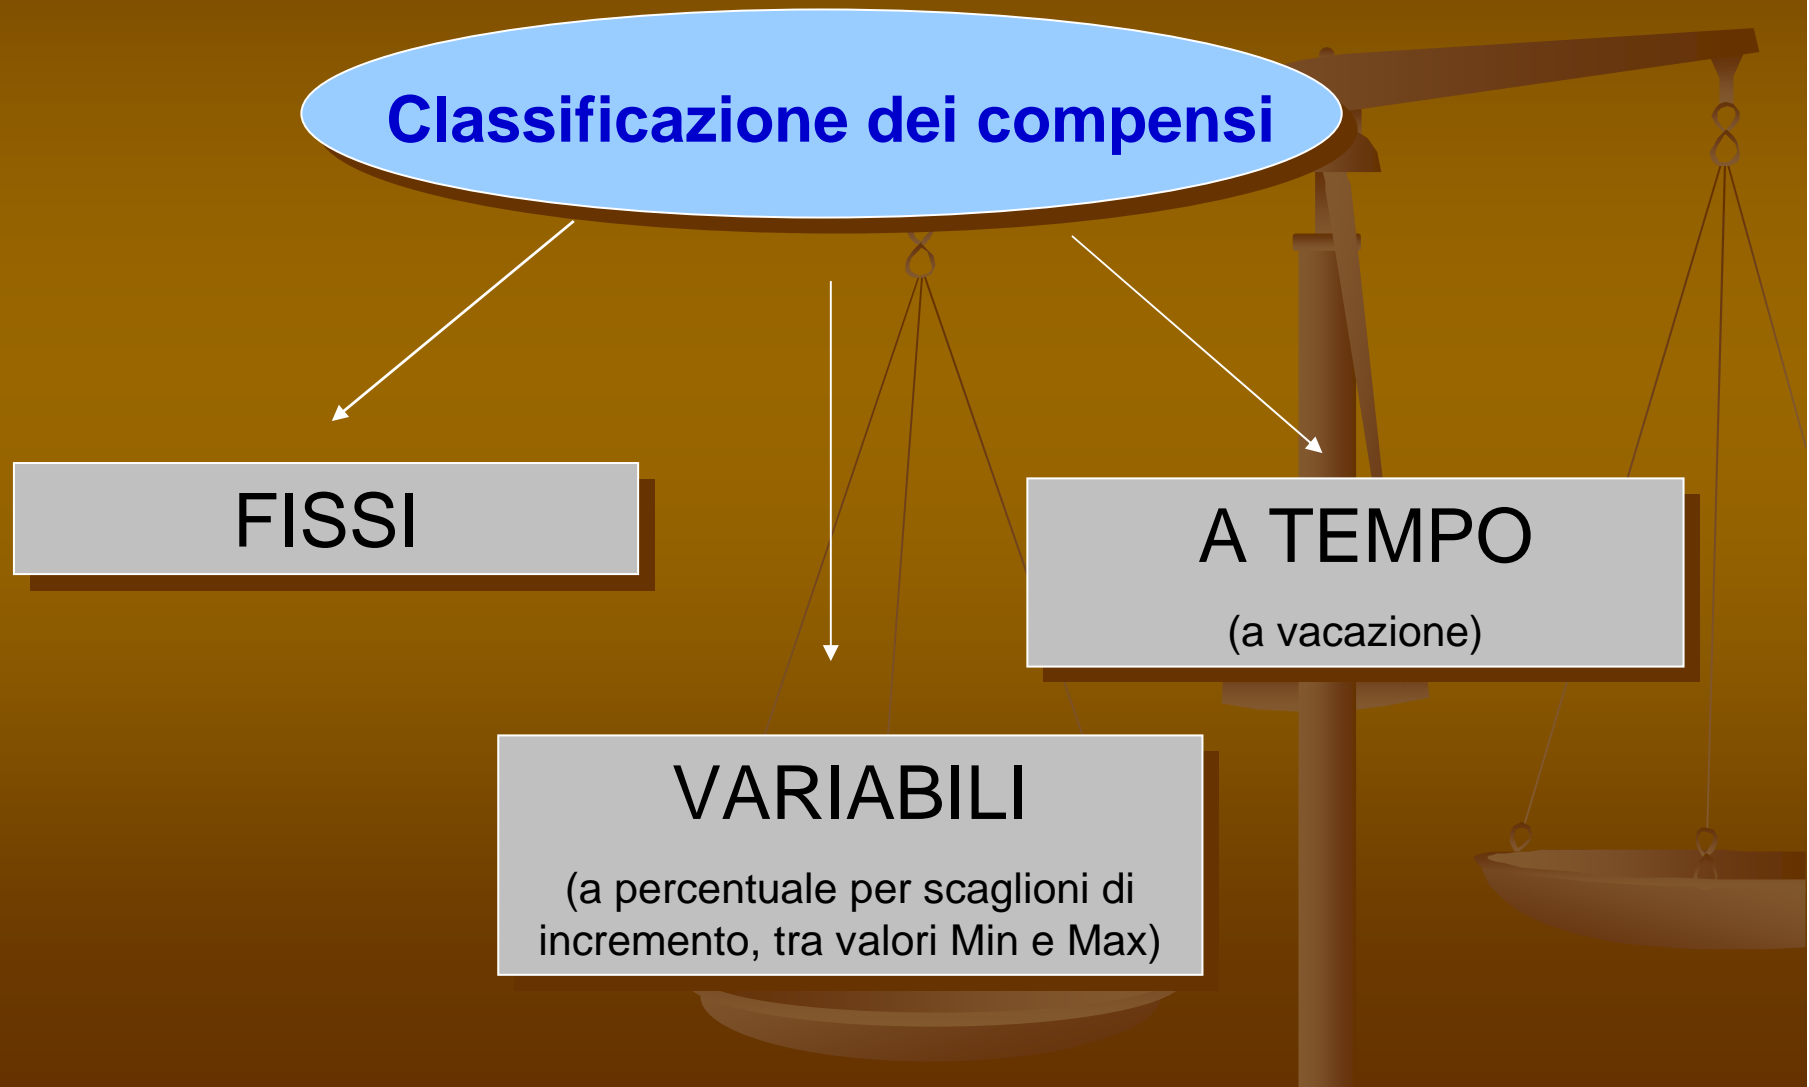 Classificazione dei compensi
FISSI
A TEMPO
(a vacazione)
VARIABILI
(a percentuale per scaglioni di
incremento, tra valori Min e Max)